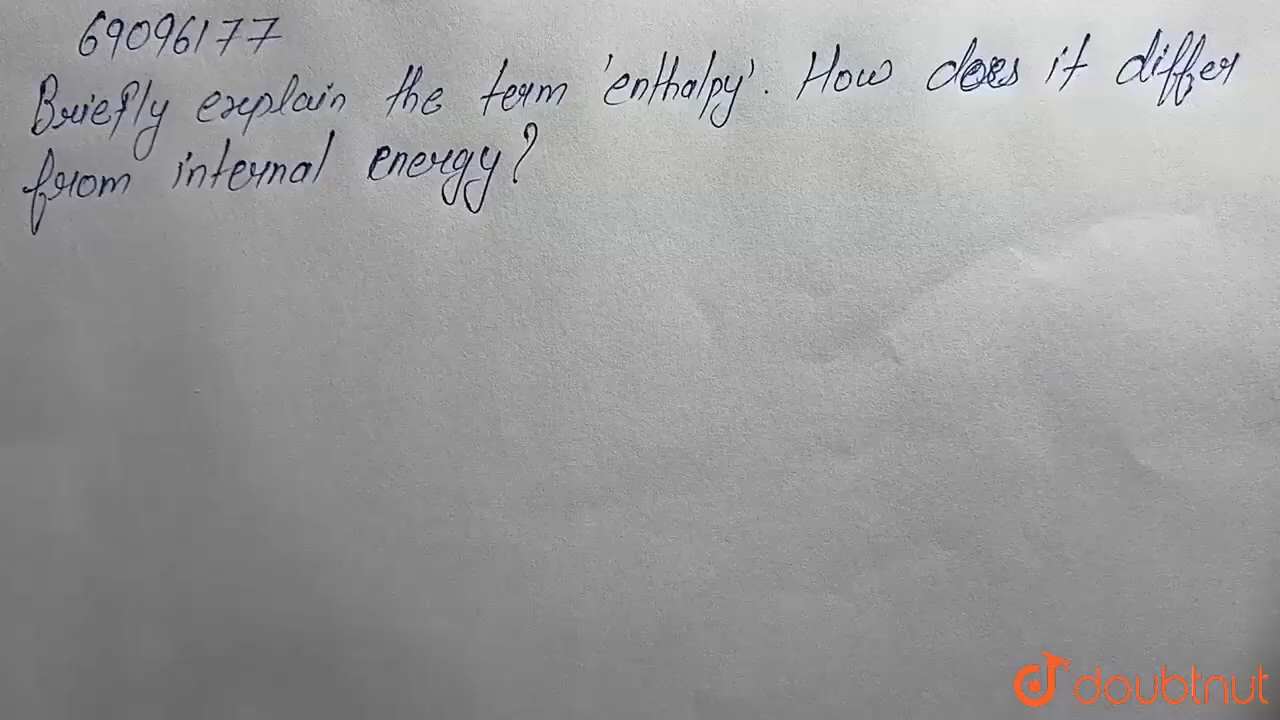 69096177
Briefly explain the term 'enthalpy'. How does it differ
from internal energy?
doubtnut